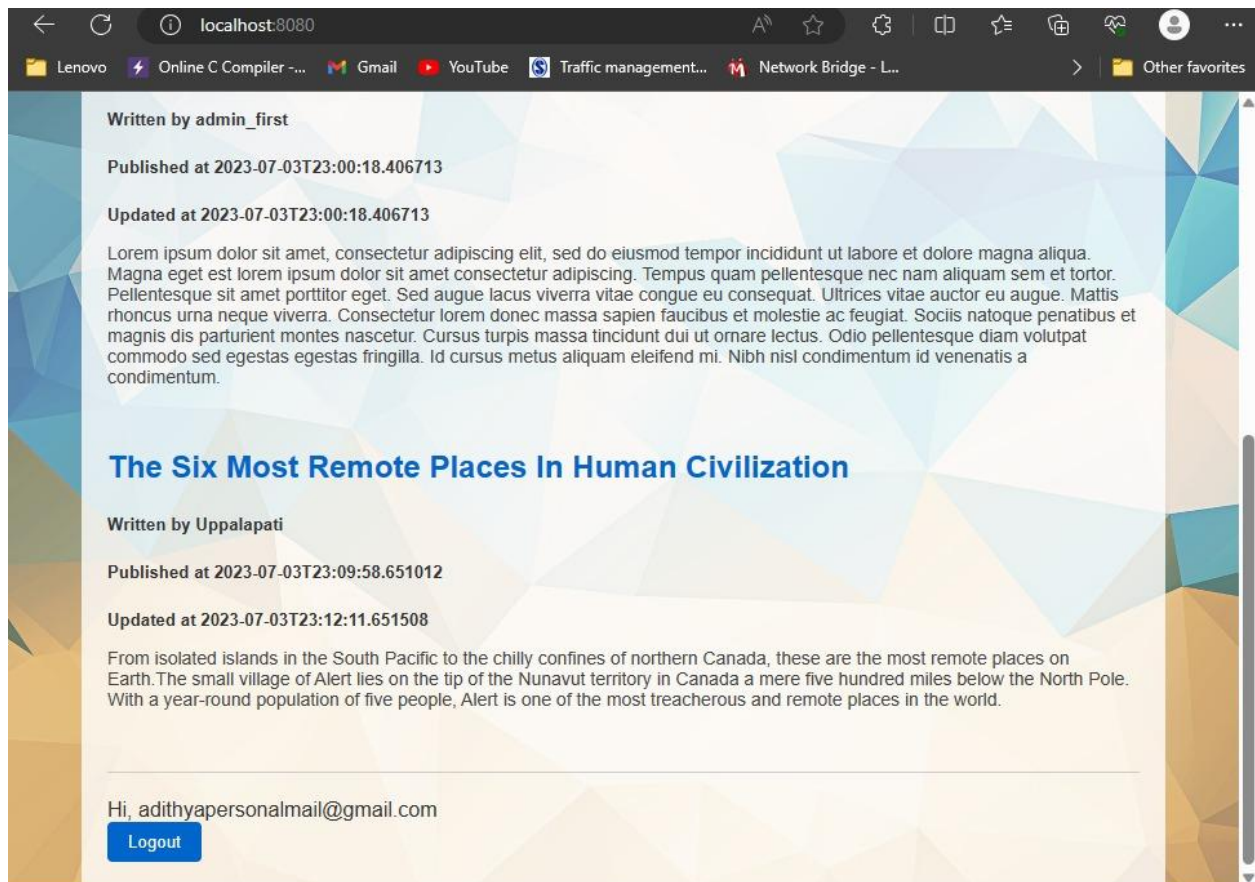 localhost:8080
Lenovo Online C Compiler -... Gmail YouTube Traffic management... Network Bridge - L... Other favorites
Written by admin_first
Published at 2023-07-03T23:00:18.406713
Updated at 2023-07-03T23:00:18.406713
Lorem ipsum dolor sit amet, consectetur adipiscing elit, sed do eiusmod tempor incididunt ut labore et dolore magna aliqua.
Magna eget est lorem ipsum dolor sit amet consectetur adipiscing. Tempus quam pellentesque nec nam aliquam sem et tortor.
Pellentesque sit amet porttitor eget. Sed augue lacus viverra vitae congue eu consequat. Ultrices vitae auctor eu augue. Mattis
rhoncus urna neque viverra. Consectetur lorem donec massa sapien faucibus et molestie ac feugiat. Sociis natoque penatibus et
magnis dis parturient montes nascetur. Cursus turpis massa tincidunt dui ut ornare lectus. Odio pellentesque diam volutpat
commodo sed egestas egestas fringilla. Id cursus metus aliquam eleifend mi. Nibh nisl condimentum id venenatis a
condimentum.
The Six Most Remote Places In Human Civilization
Written by Uppalapati
Published at 2023-07-03T23:09:58.651012
Updated at 2023-07-03T23:12:11.651508
From isolated islands in the South Pacific to the chilly confines of northern Canada, these are the most remote places on
Earth.The small village of Alert lies on the tip of the Nunavut territory in Canada a mere five hundred miles below the North Pole.
With a year-round population of five people, Alert is one of the most treacherous and remote places in the world.
Hi, adithyapersonalmail@gmail.com
Logout